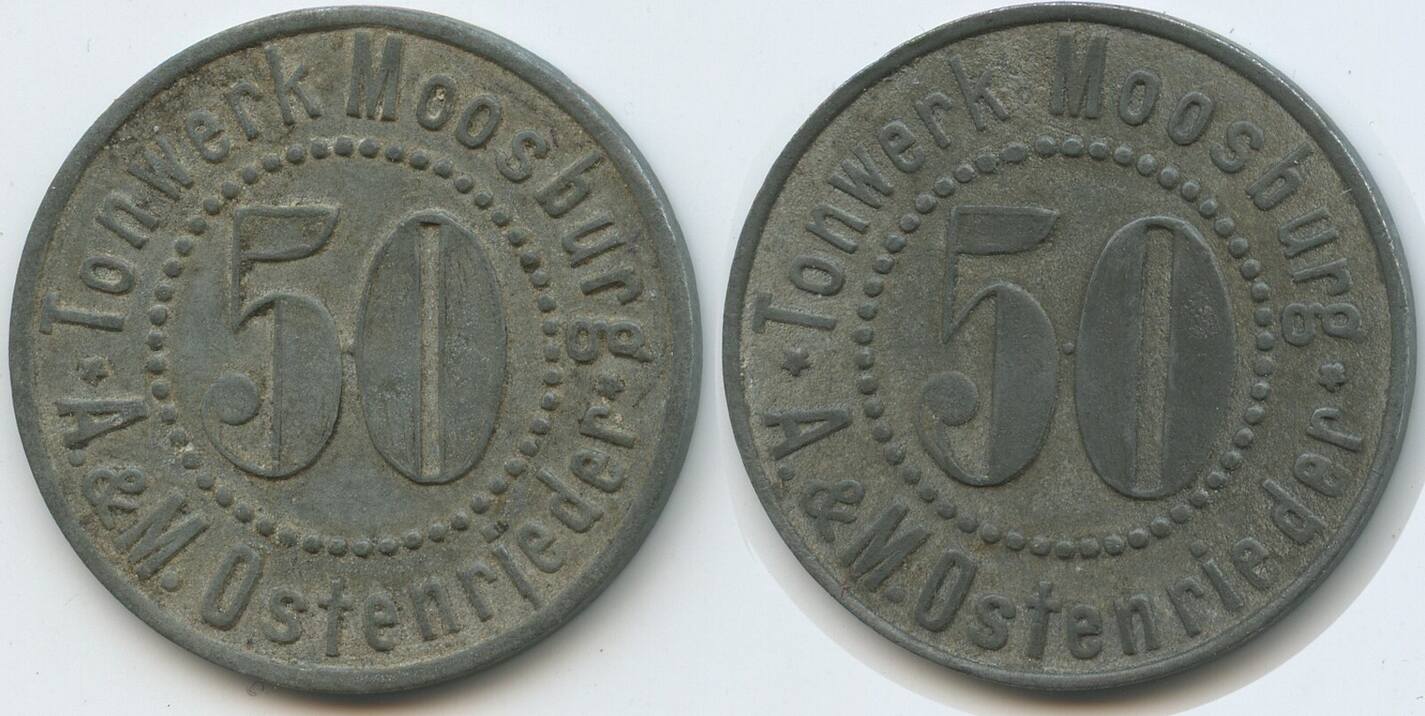 Tonwerk Moosburg
50
* A. & M. Ostenrieder *
Tonwerk Moosburg
50
* A. & M. Ostenrieder *